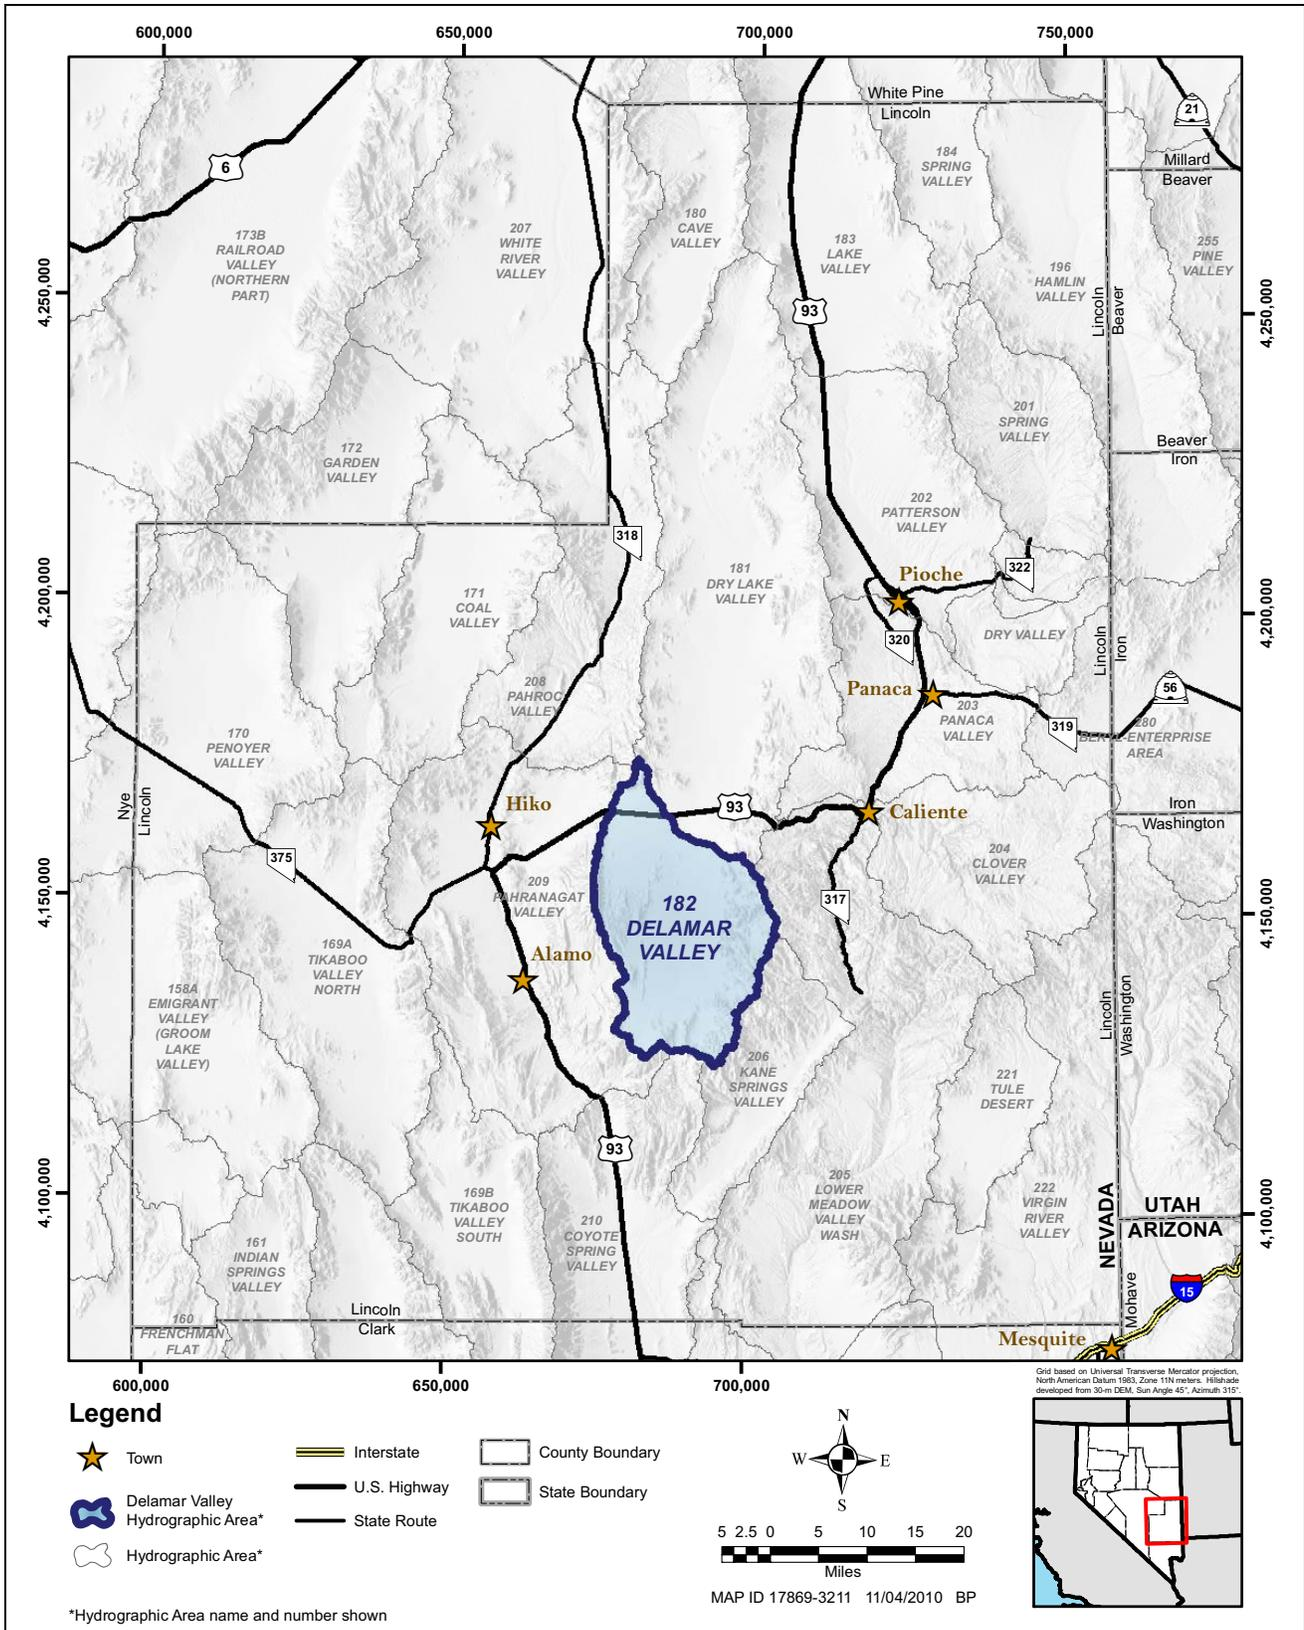 600,000
650,000
700,000
750,000
White Pine
Lincoln
21
Millard
Beaver
6
184
SPRING
VALLEY
180
CAVE
VALLEY
207
WHITE
RIVER
VALLEY
173B
RAILROAD
VALLEY
(NORTHERN
PART)
183
LAKE
VALLEY
255
PINE
VALLEY
196
HAMLIN
VALLEY
Lincoln
Beaver
4,250,000
4,250,000
93
201
SPRING
VALLEY
172
GARDEN
VALLEY
Beaver
Iron
202
PATTERSON
VALLEY
318
181
DRY LAKE
VALLEY
322
Pioche
171
COAL
VALLEY
4,200,000
4,200,000
320
DRY VALLEY
Lincoln
Iron
208
PAHROC
VALLEY
Panaca
56
203
PANACA
VALLEY
319
280
BERYL-ENTERPRISE
AREA
170
PENOYER
VALLEY
Nye
Lincoln
Hiko
93
Caliente
Iron
Washington
375
204
CLOVER
VALLEY
4,150,000
4,150,000
209
PAHRANAGAT
VALLEY
182
DELAMAR
VALLEY
317
169A
TIKABOO
VALLEY
NORTH
Alamo
158A
EMIGRANT
VALLEY
(GROOM
LAKE
VALLEY)
Lincoln
Washington
206
KANE
SPRINGS
VALLEY
221
TULE
DESERT
93
4,100,000
4,100,000
169B
TIKABOO
VALLEY
SOUTH
205
LOWER
MEADOW
VALLEY
WASH
222
VIRGIN
RIVER
VALLEY
NEVADA
UTAH
ARIZONA
210
COYOTE
SPRING
VALLEY
161
INDIAN
SPRINGS
VALLEY
15
Mohave
160
FRENCHMAN
FLAT
Lincoln
Clark
Mesquite
600,000
650,000
700,000
Grid based on Universal Transverse Mercator projection,
North American Datum 1983, Zone 11N meters. Hillshade
developed from 30-m DEM, Sun Angle 45°, Azimuth 315°.
Legend
Town
Delamar Valley
Hydrographic Area*
Hydrographic Area*
Interstate
U.S. Highway
State Route
County Boundary
State Boundary
N
W E
S
5 2.5 0 5 10 15 20
Miles
MAP ID 17869-3211 11/04/2010 BP
*Hydrographic Area name and number shown